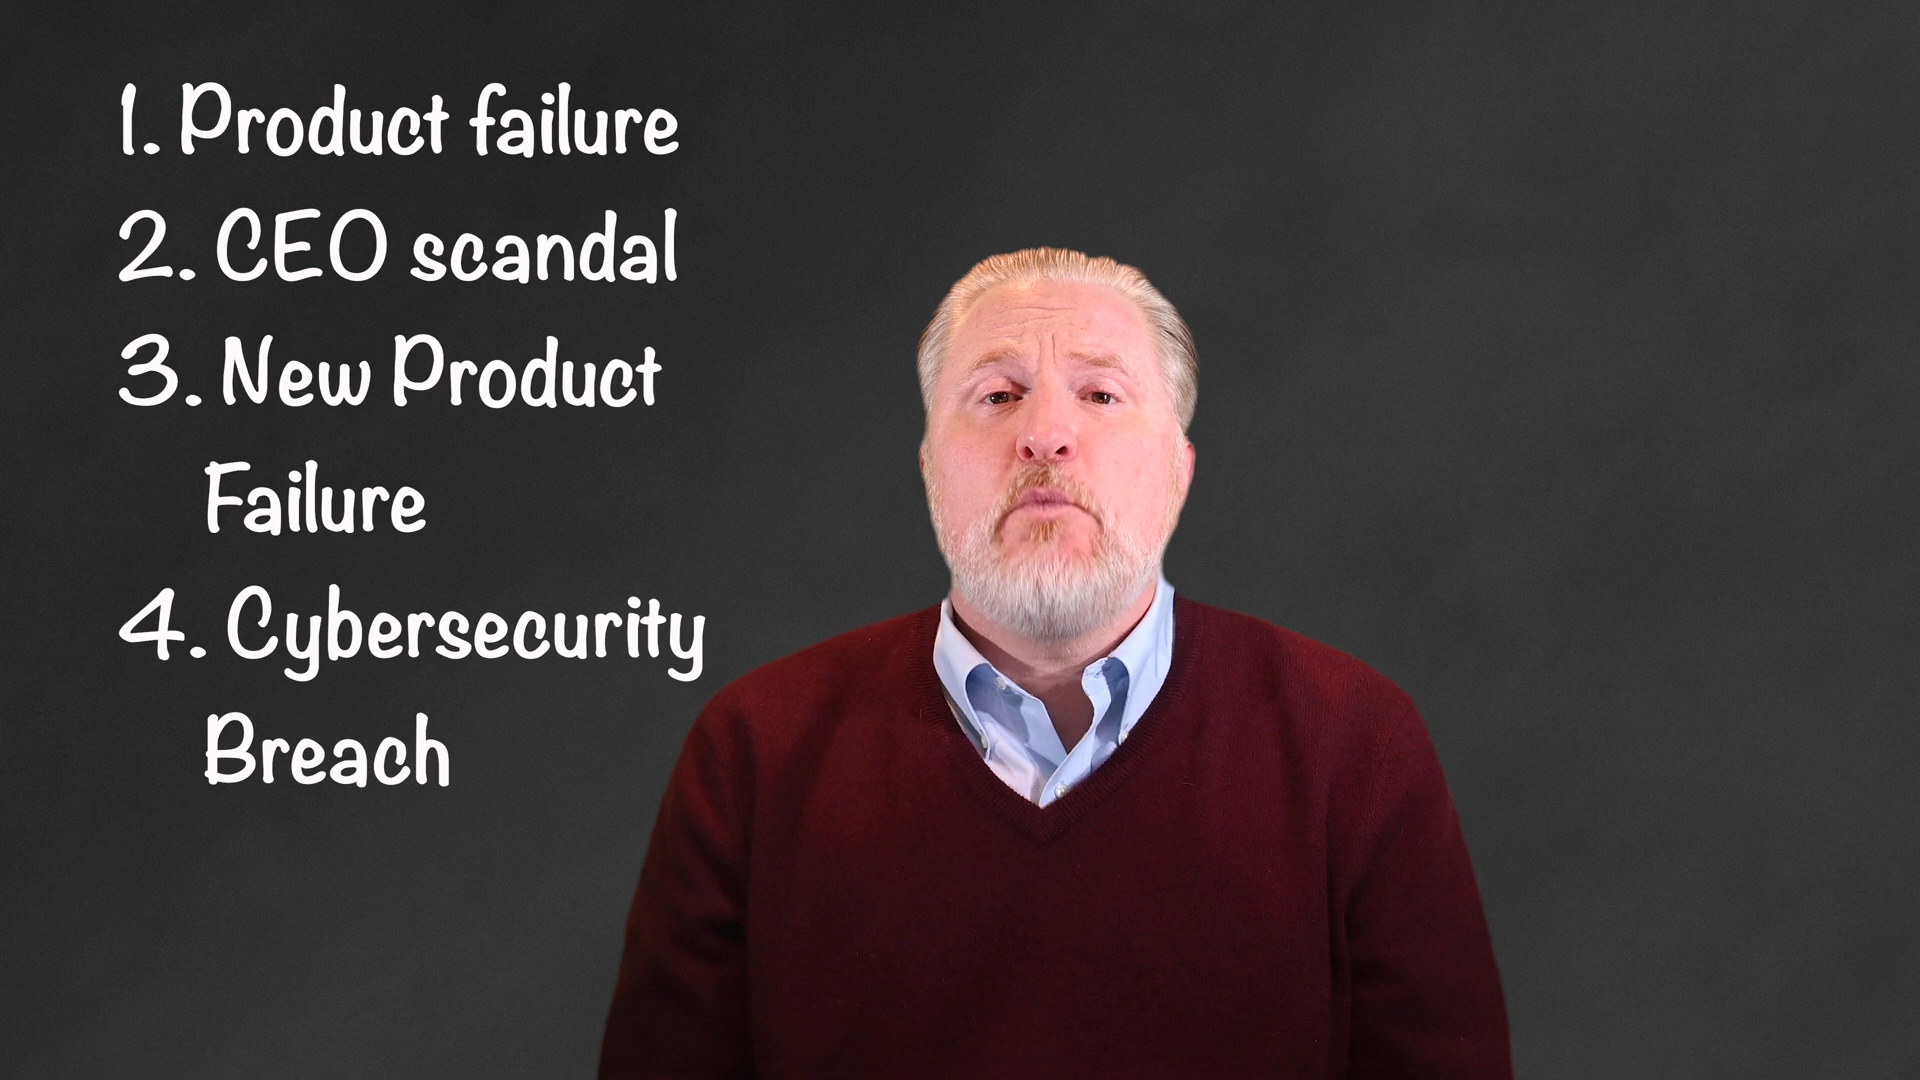 1. Product failure
2. CEO scandal
3. New Product
Failure
4. Cybersecurity
Breach